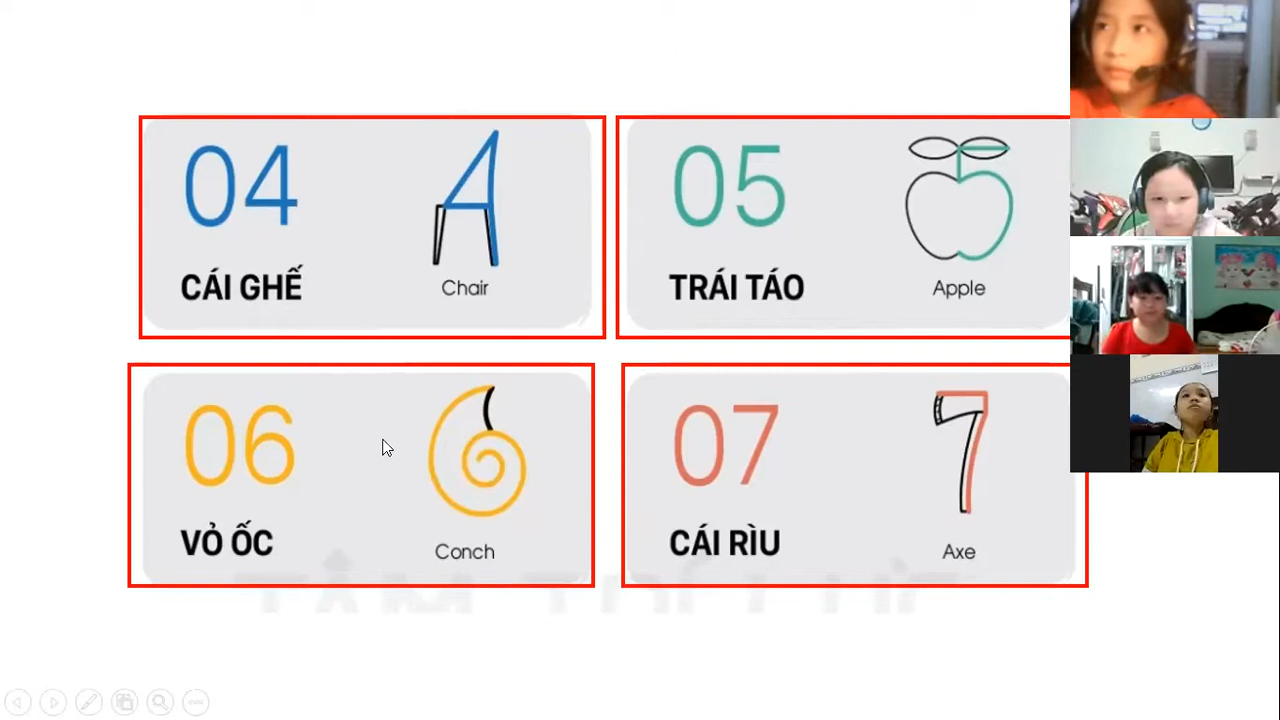 04
CÁI GHẾ
Chair
05
TRÁI TÁO
Apple
06
VỎ ỐC
Conch
07
CÁI RÌU
Axe